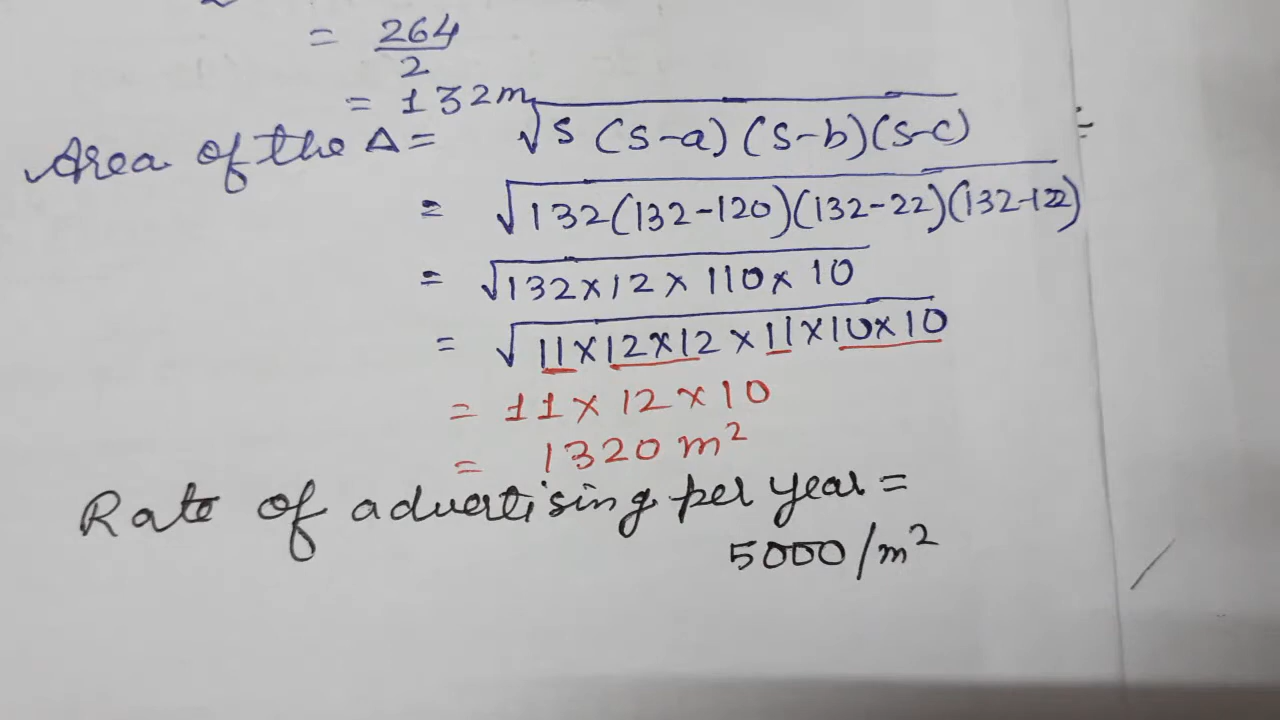 = 264/2
= 132m
Area of the Δ = √s(s-a)(s-b)(s-c)
= √132(132-120)(132-22)(132-122)
= √132×12×110×10
= √11×12×12×11×10×10
= 11×12×10
= 1320 m²
Rate of advertising per year =
5000/m²